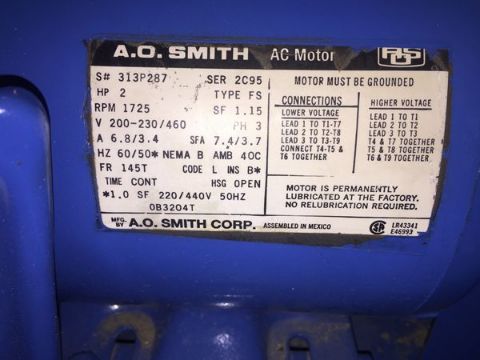 A.O. SMITH AC Motor AOS
S# 313P287 SER 2C95
HP 2 TYPE FS
RPM 1725 SF 1.15
V 200-230/460 PH 3
A 6.8/3.4 SFA 7.4/3.7
HZ 60/50* NEMA B AMB 40C
FR 145T CODE L INS B*
TIME CONT HSG OPEN
*1.0 SF 220/440V 50HZ
0B3204T
MOTOR MUST BE GROUNDED
CONNECTIONS
LOWER VOLTAGE
LEAD 1 TO T1-T7
LEAD 2 TO T2-T8
LEAD 3 TO T3-T9
CONNECT T4-T5 &
T6 TOGETHER
HIGHER VOLTAGE
LEAD 1 TO T1
LEAD 2 TO T2
LEAD 3 TO T3
T4 & T7 TOGETHER
T5 & T8 TOGETHER
T6 & T9 TOGETHER
MOTOR IS PERMANENTLY
LUBRICATED AT THE FACTORY.
NO RELUBRICATION REQUIRED.
MFG. BY A.O. SMITH CORP. ASSEMBLED IN MEXICO
LR43341
E46993